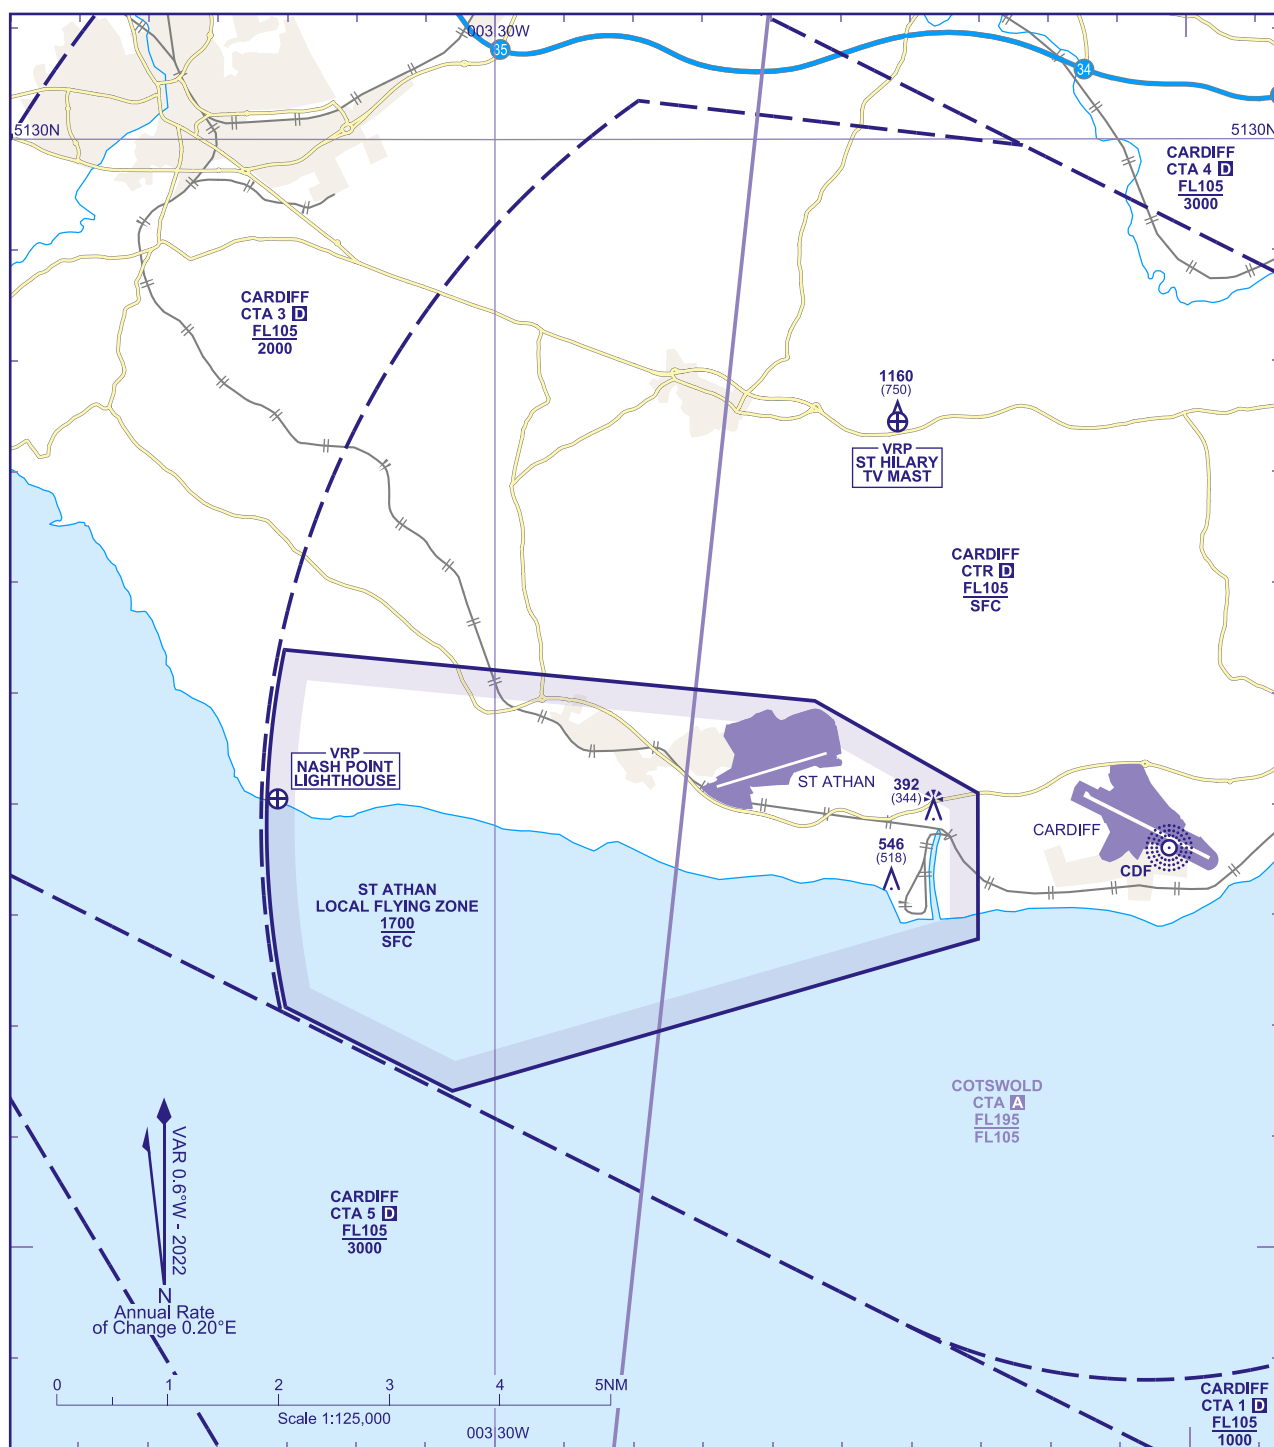 003 30W
35
34
5130N
5130N
CARDIFF
CTA 4 D
FL105
3000
CARDIFF
CTA 3 D
FL105
2000
1160
(750)
VRP
ST HILARY
TV MAST
CARDIFF
CTR D
FL105
SFC
VRP
NASH POINT
LIGHTHOUSE
ST ATHAN
392
(344)
CARDIFF
546
(518)
CDF
ST ATHAN
LOCAL FLYING ZONE
1700
SFC
COTSWOLD
CTA A
FL195
FL105
VAR 0.6°W - 2022
CARDIFF
CTA 5 D
FL105
3000
N
Annual Rate
of Change 0.20°E
0 1 2 3 4 5NM
Scale 1:125,000
003 30W
CARDIFF
CTA 1 D
FL105
1000